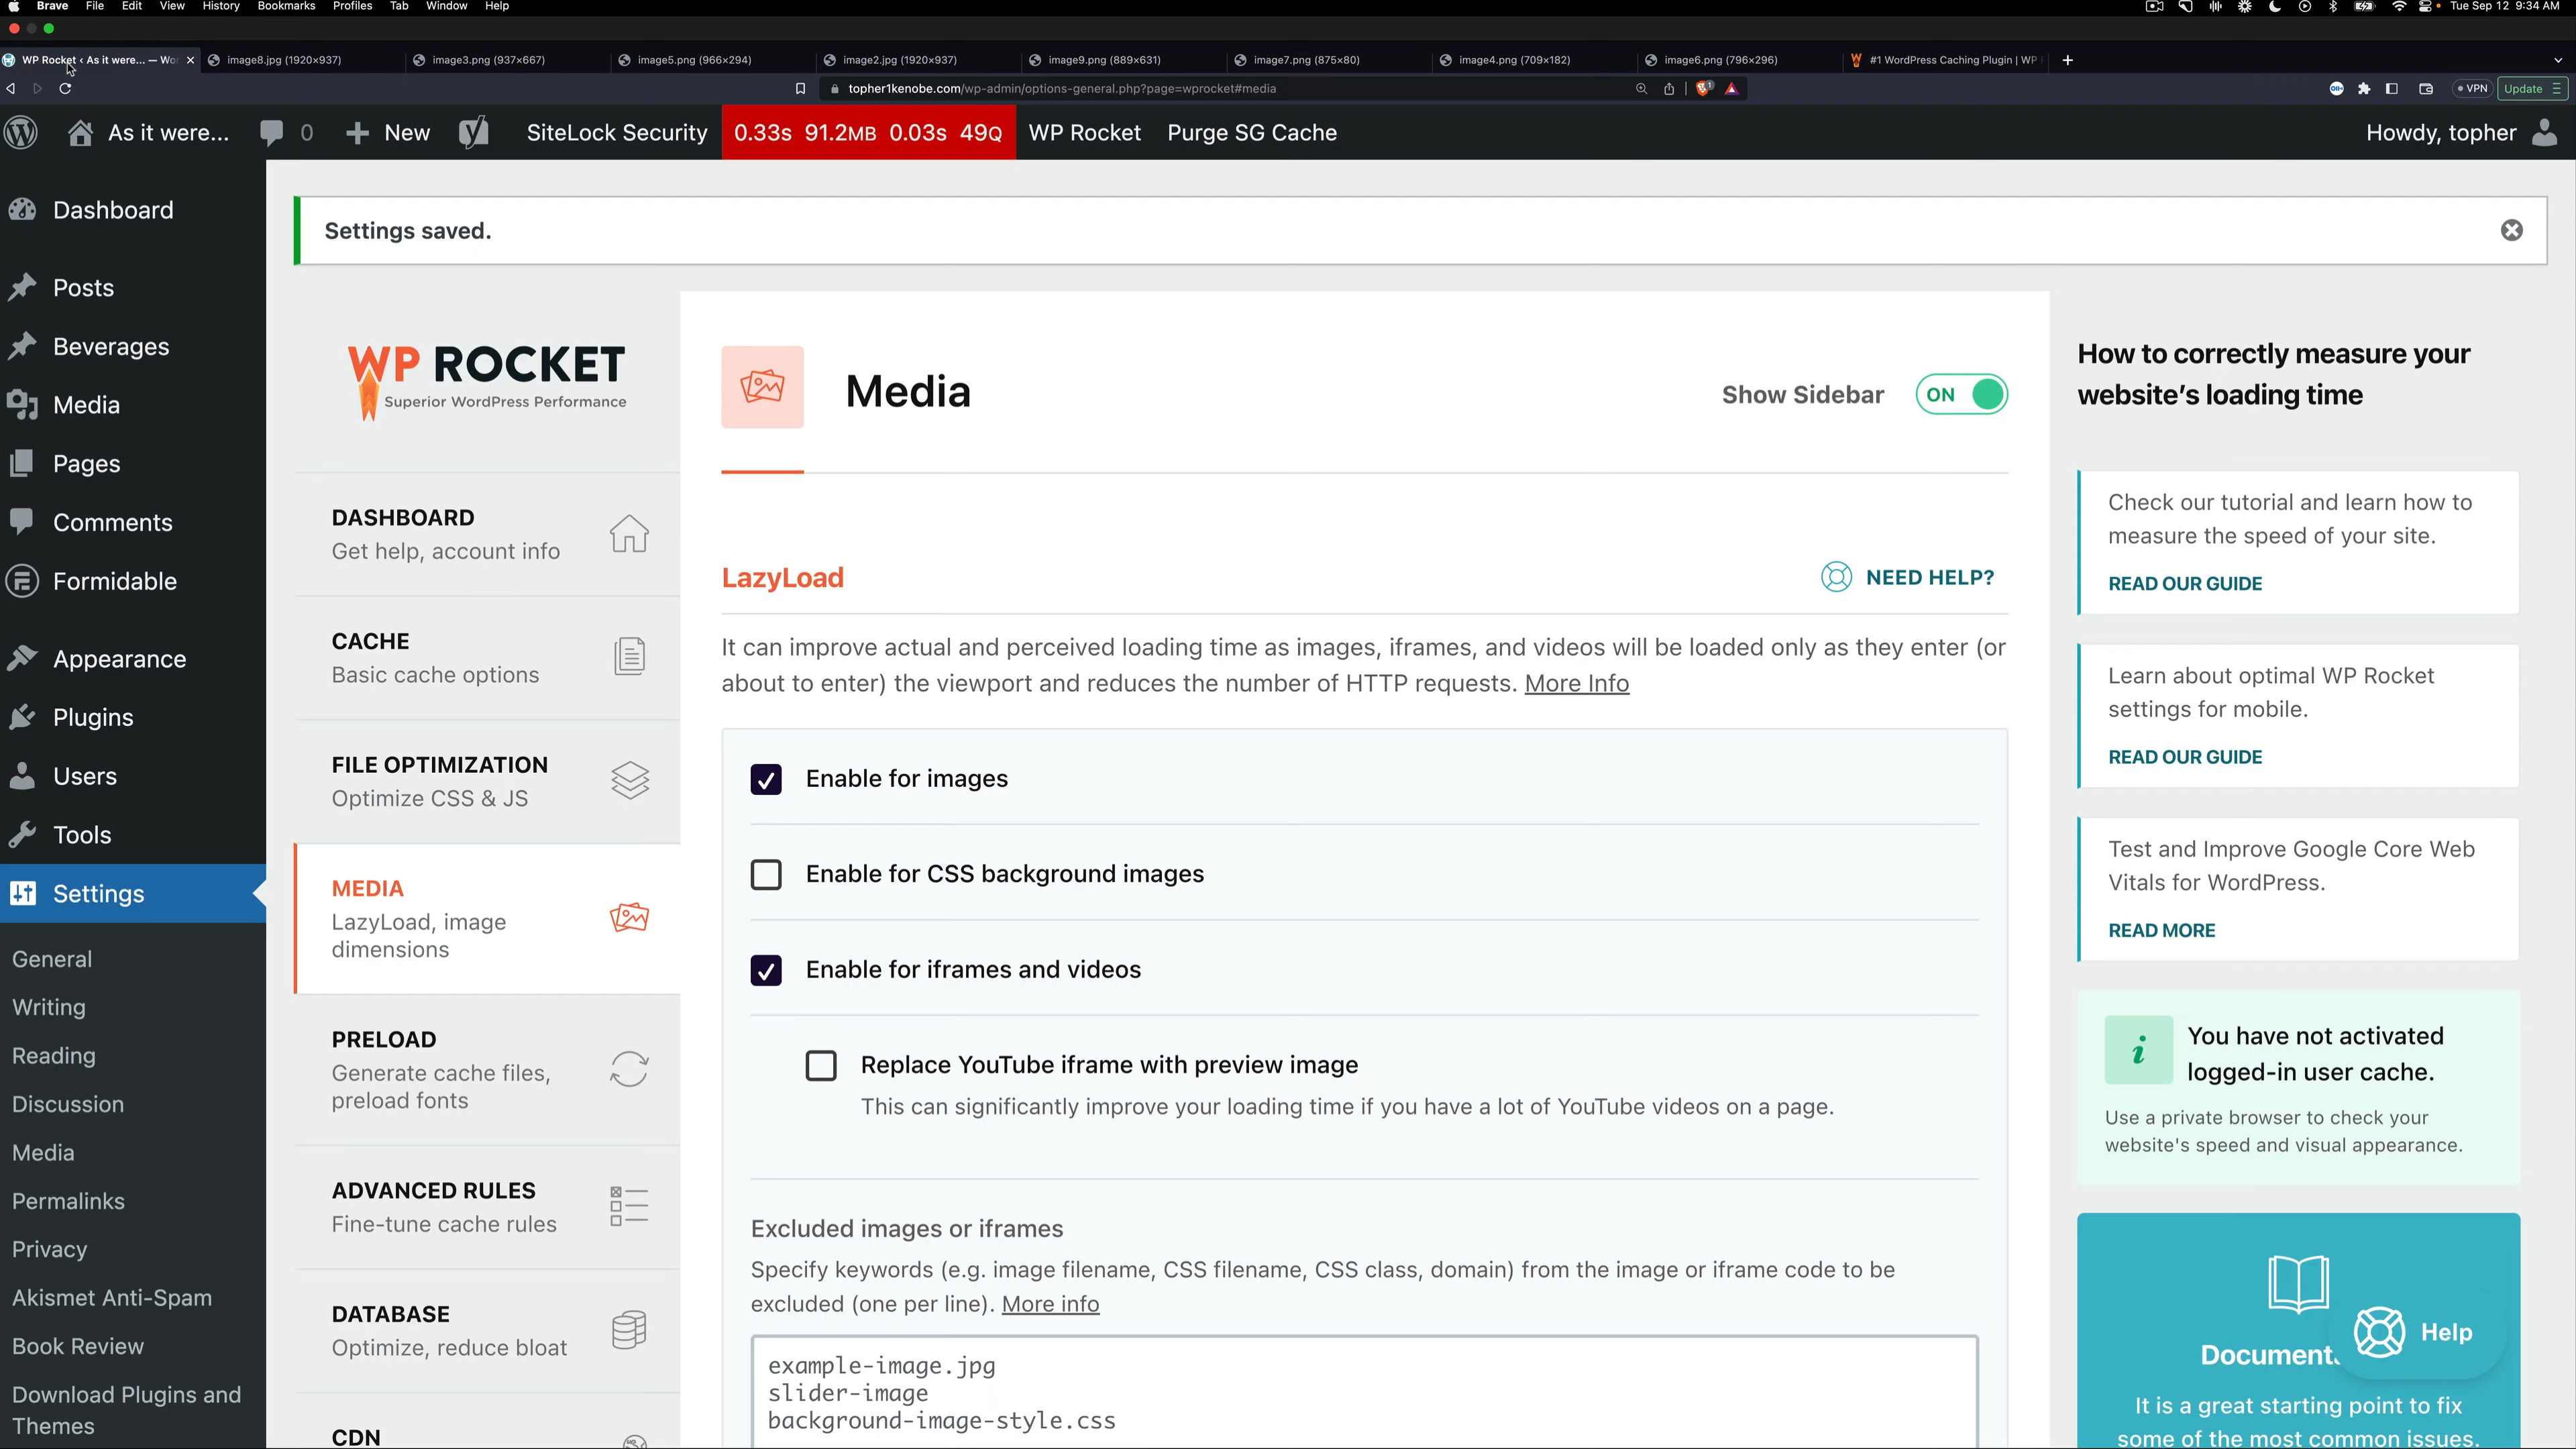 Brave File Edit View History Bookmarks Profiles Tab Window Help Tue Sep 12 9:34 AM
WP Rocket ‹ As it were... — Wor image8.jpg (1920×937) image3.png (937×667) image5.png (966×294) image2.jpg (1920×937) image9.png (889×631) image7.png (875×80) image4.png (709×182) image6.png (796×296) #1 WordPress Caching Plugin | WP
topher1kenobe.com/wp-admin/options-general.php?page=wprocket#media VPN Update
As it were... 0 New SiteLock Security 0.33s 91.2MB 0.03s 49Q WP Rocket Purge SG Cache Howdy, topher
Dashboard
Posts
Beverages
Media
Pages
Comments
Formidable
Appearance
Plugins
Users
Tools
Settings
General
Writing
Reading
Discussion
Media
Permalinks
Privacy
Akismet Anti-Spam
Book Review
Download Plugins and
Themes
Settings saved.
WP ROCKET
Superior WordPress Performance
DASHBOARD
Get help, account info
CACHE
Basic cache options
FILE OPTIMIZATION
Optimize CSS & JS
MEDIA
LazyLoad, image
dimensions
PRELOAD
Generate cache files,
preload fonts
ADVANCED RULES
Fine-tune cache rules
DATABASE
Optimize, reduce bloat
CDN
Media
Show Sidebar ON
LazyLoad
NEED HELP?
It can improve actual and perceived loading time as images, iframes, and videos will be loaded only as they enter (or
about to enter) the viewport and reduces the number of HTTP requests. More Info
Enable for images
Enable for CSS background images
Enable for iframes and videos
Replace YouTube iframe with preview image
This can significantly improve your loading time if you have a lot of YouTube videos on a page.
Excluded images or iframes
Specify keywords (e.g. image filename, CSS filename, CSS class, domain) from the image or iframe code to be
excluded (one per line). More info
example-image.jpg
slider-image
background-image-style.css
How to correctly measure your
website's loading time
Check our tutorial and learn how to
measure the speed of your site.
READ OUR GUIDE
Learn about optimal WP Rocket
settings for mobile.
READ OUR GUIDE
Test and Improve Google Core Web
Vitals for WordPress.
READ MORE
You have not activated
logged-in user cache.
Use a private browser to check your
website's speed and visual appearance.
Help
It is a great starting point to fix
some of the most common issues.